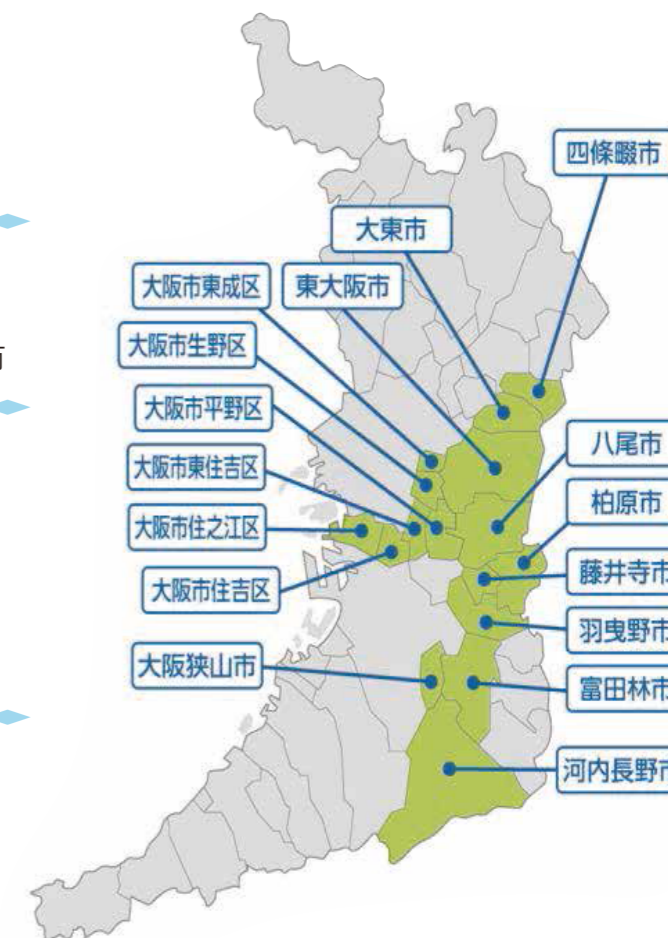 四條畷市
大東市
大阪市東成区
東大阪市
大阪市生野区
大阪市平野区
八尾市
大阪市東住吉区
柏原市
大阪市住之江区
藤井寺市
大阪市住吉区
羽曳野市
大阪狭山市
富田林市
河内長野市